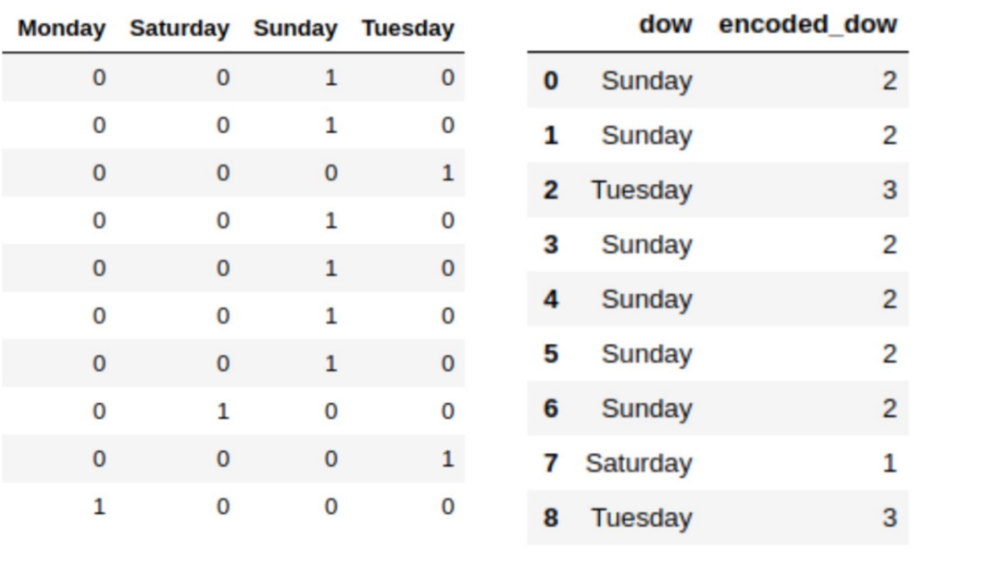 Monday Saturday Sunday Tuesday
0 0 1 0
0 0 1 0
0 0 0 1
0 0 1 0
0 0 1 0
0 0 1 0
0 0 1 0
0 1 0 0
0 0 0 1
1 0 0 0
dow encoded_dow
0 Sunday 2
1 Sunday 2
2 Tuesday 3
3 Sunday 2
4 Sunday 2
5 Sunday 2
6 Sunday 2
7 Saturday 1
8 Tuesday 3